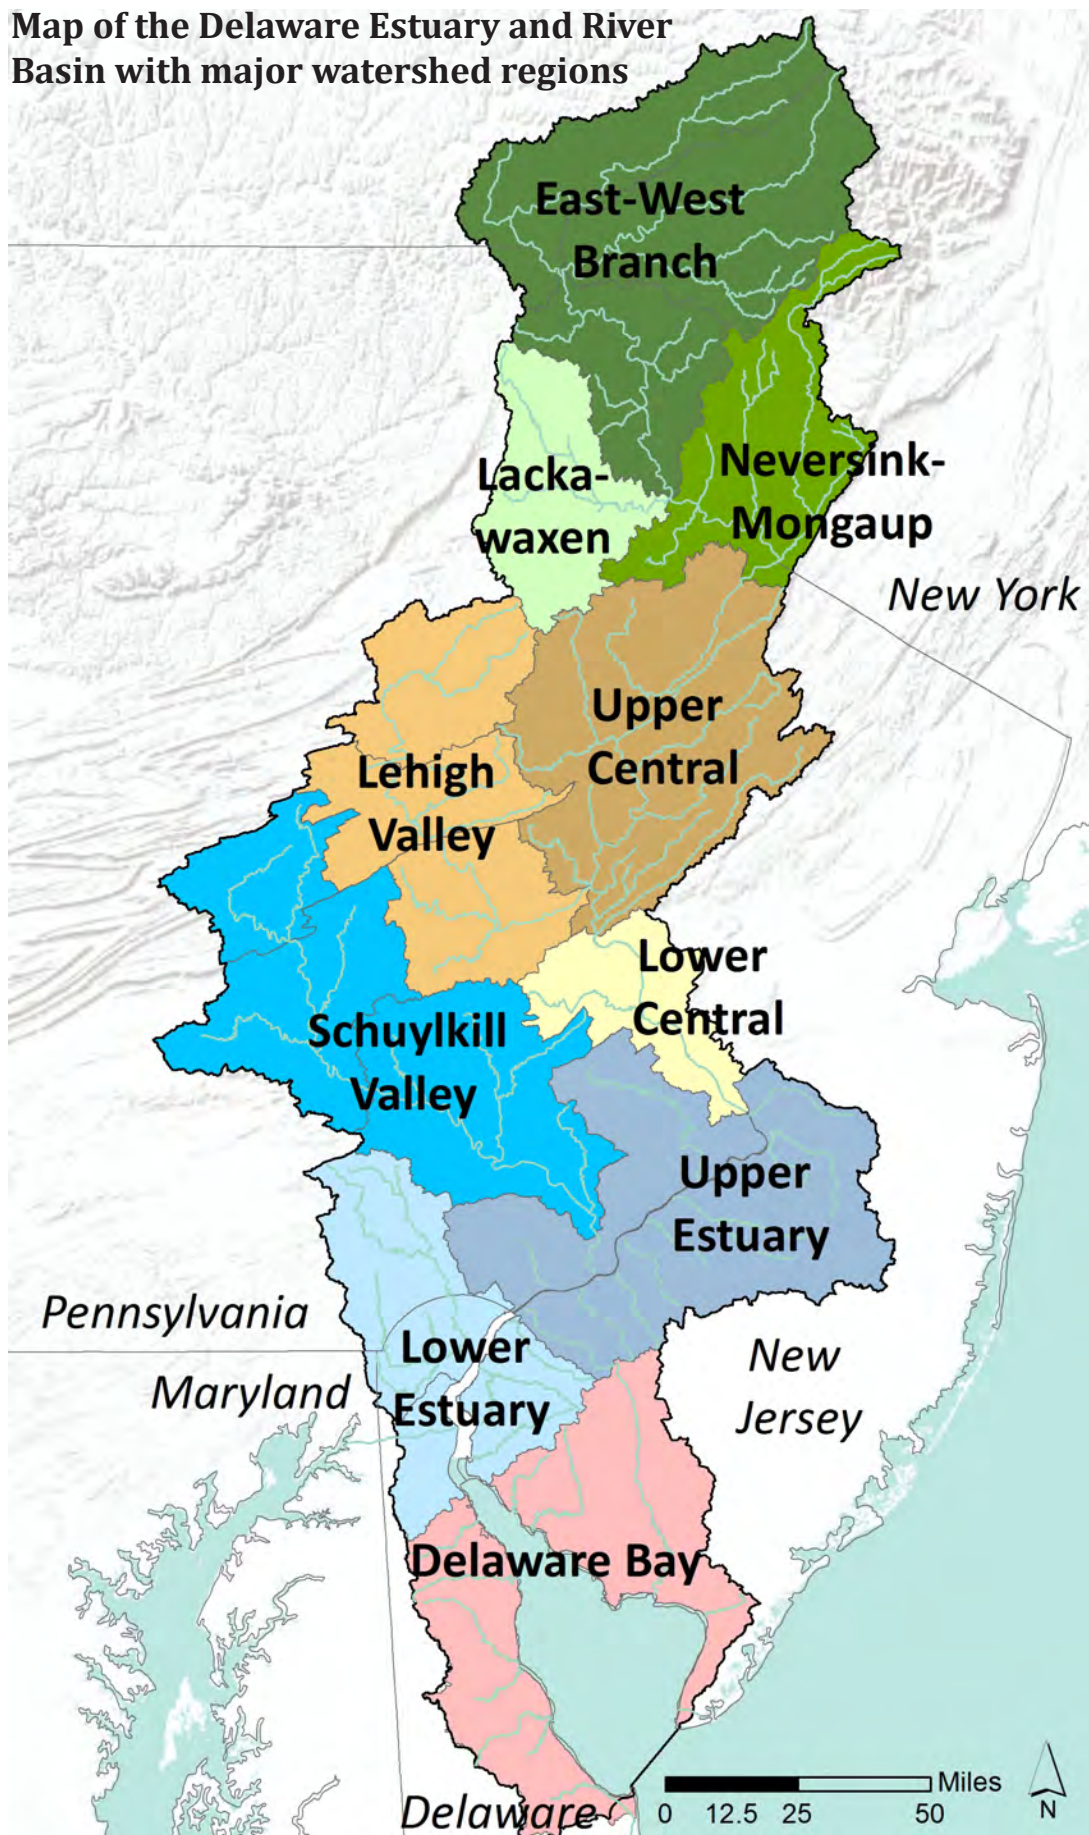 Map of the Delaware Estuary and River
Basin with major watershed regions
East-West
Branch
Lacka-
waxen
Neversink-
Mongaup
New York
Upper
Central
Lehigh
Valley
Lower
Central
Schuylkill
Valley
Upper
Estuary
Pennsylvania
Maryland
Lower
Estuary
New
Jersey
Delaware Bay
Delaware
Miles
0 12.5 25 50
N